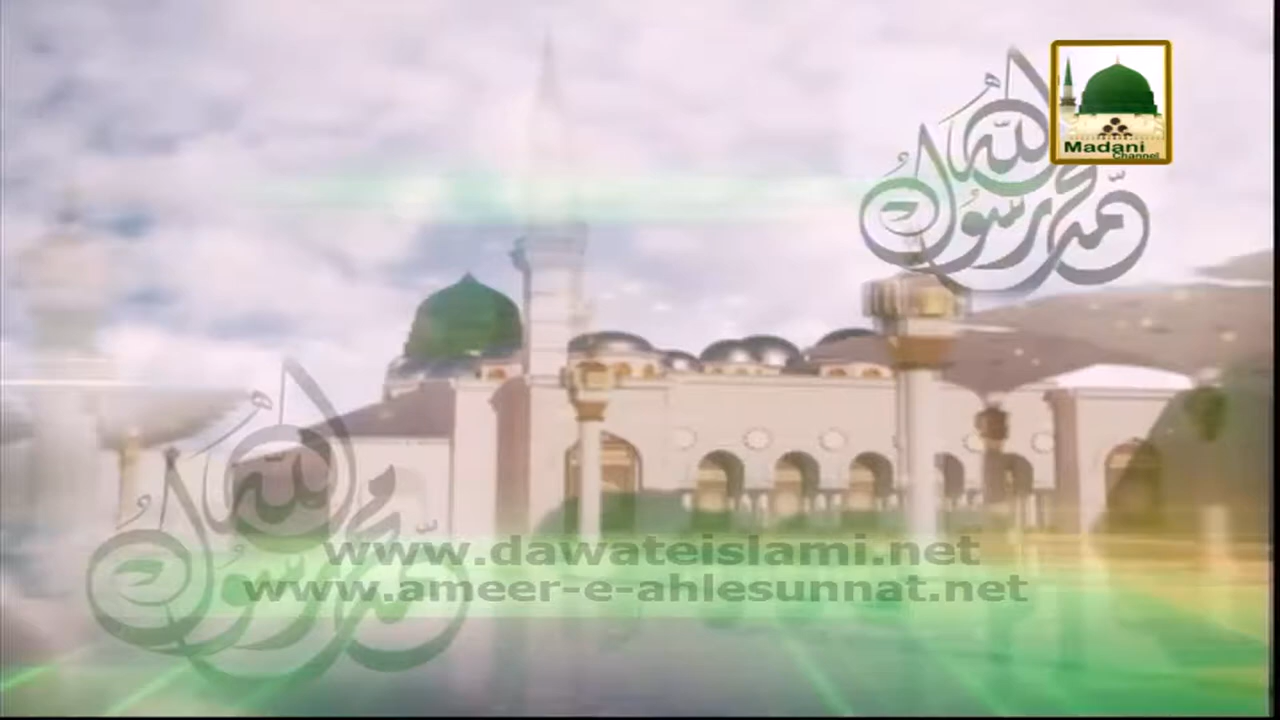 محمد رسول الله
Madani
Channel
محمد رسول الله
www.dawateislami.net
www.ameer-e-ahlesunnat.net